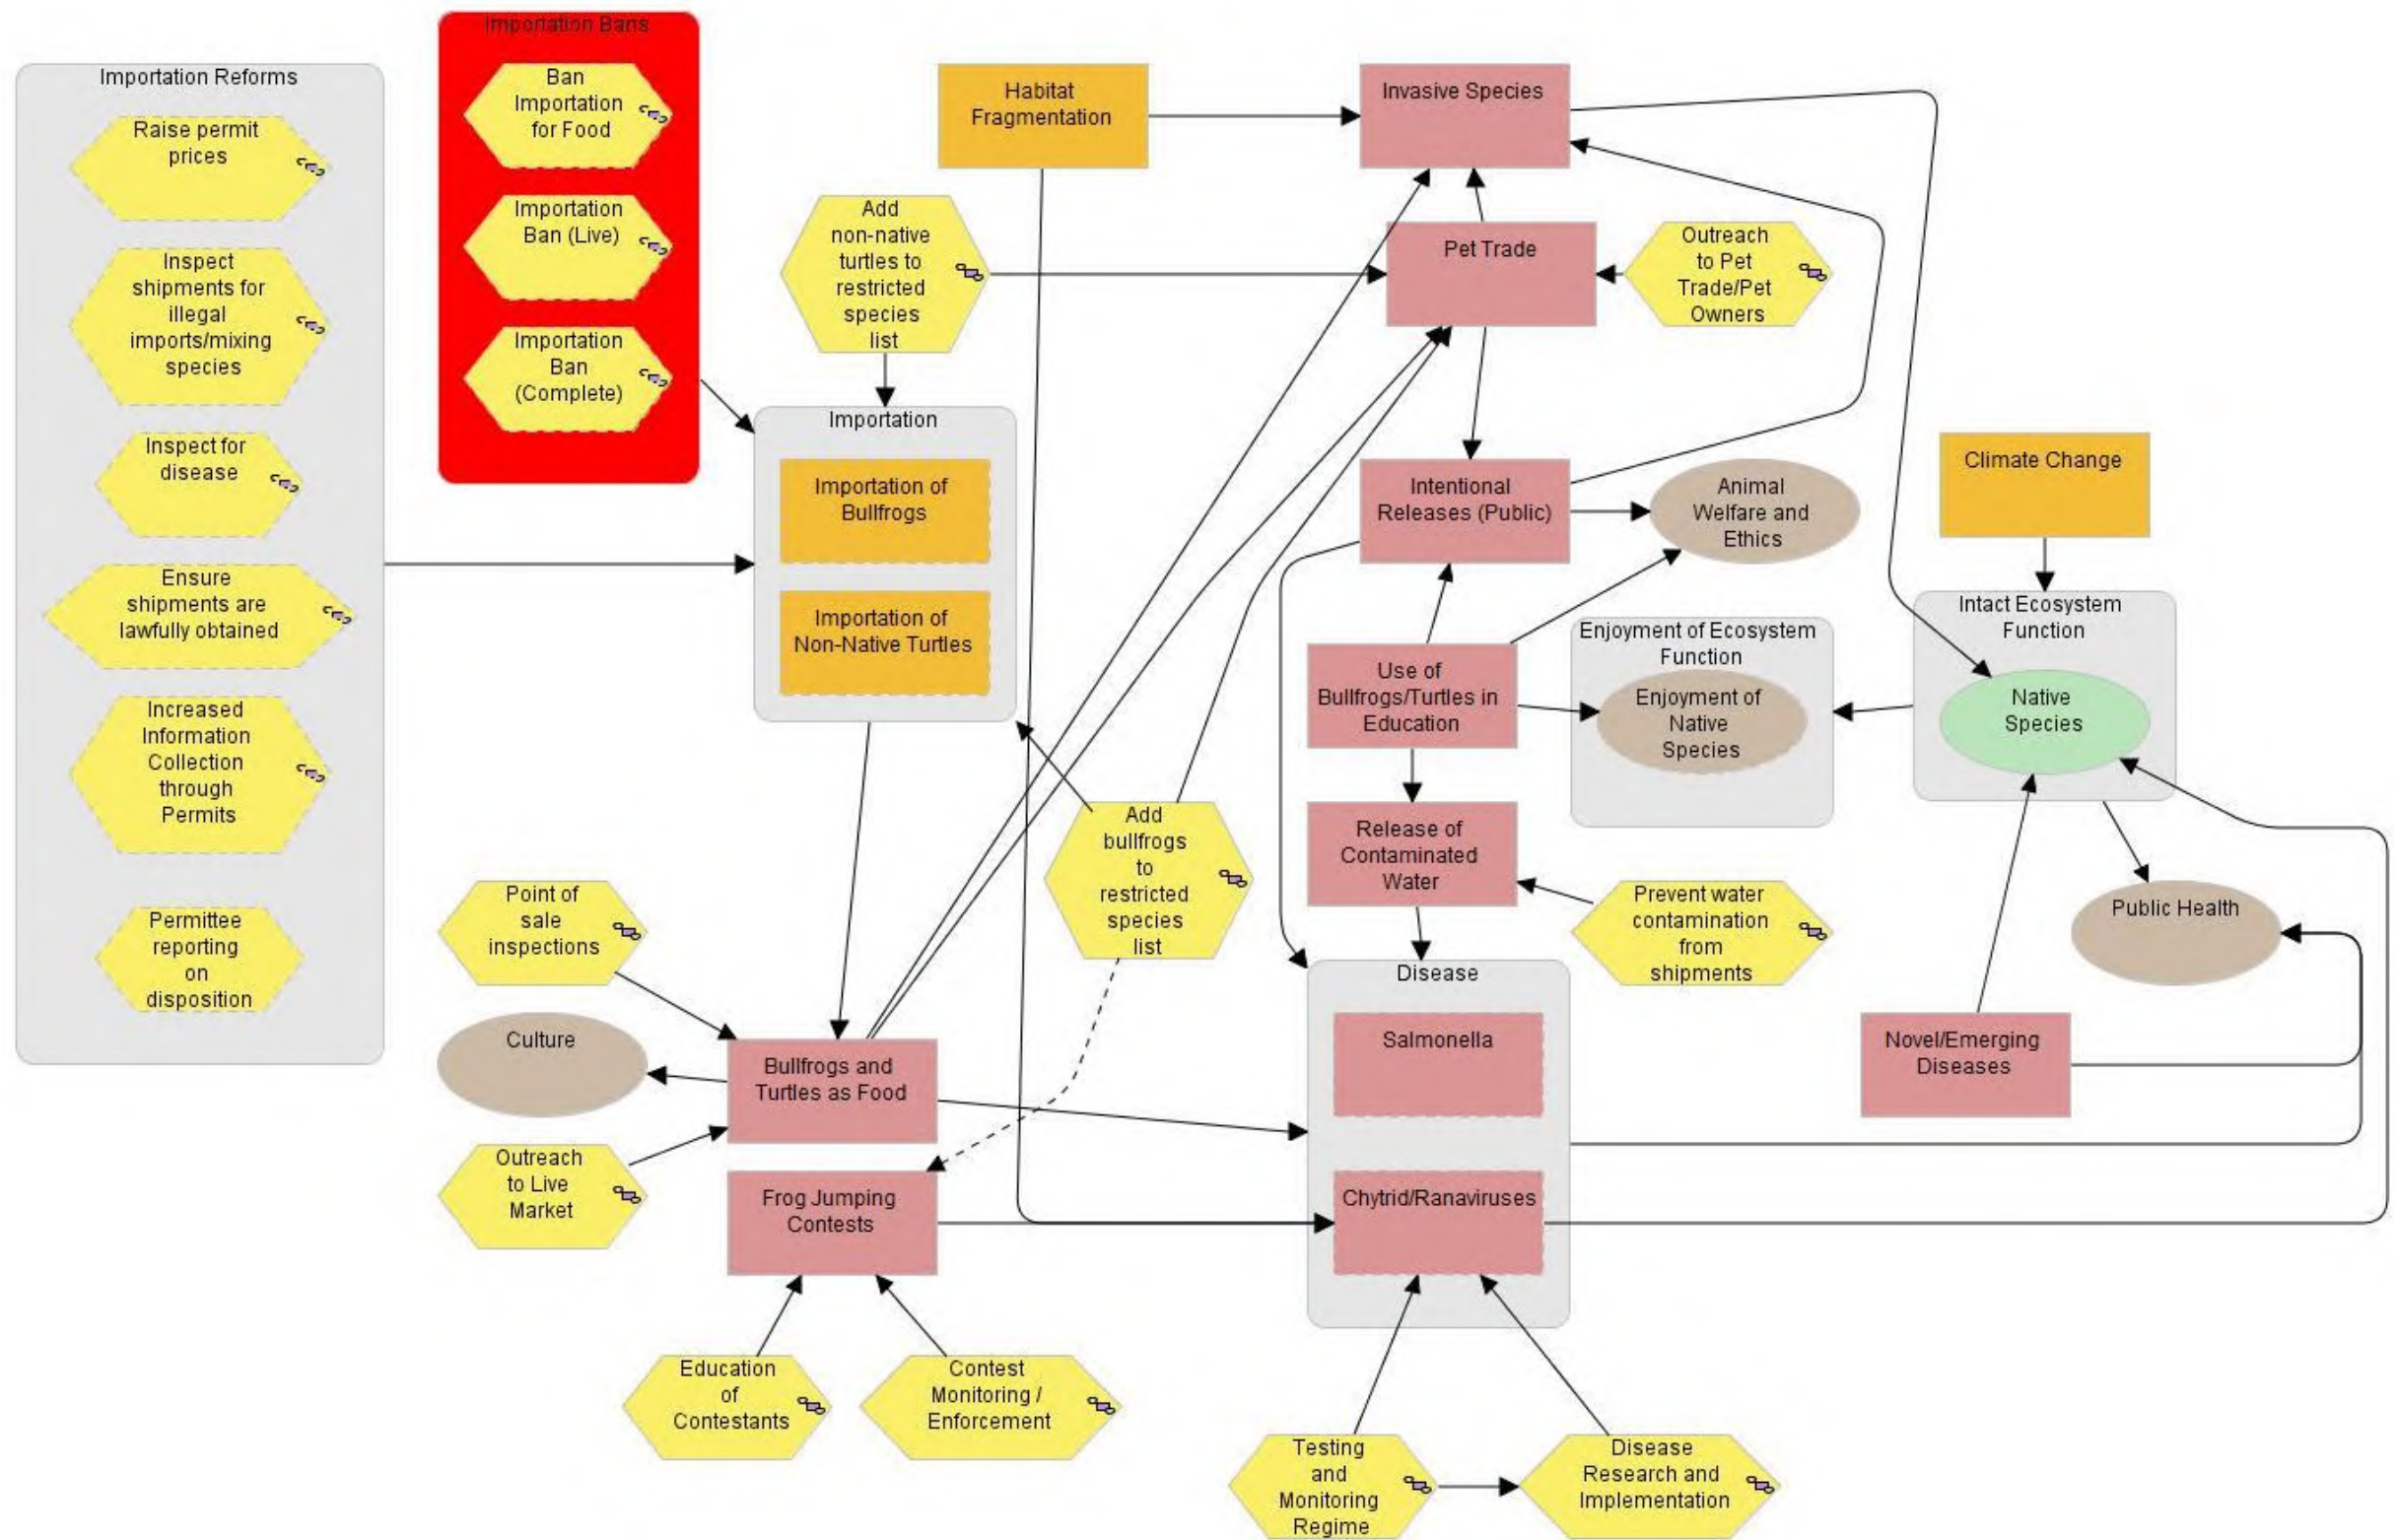 Importation Reforms
Raise permit
prices
Inspect
shipments for
illegal
imports/mixing
species
Inspect for
disease
Ensure
shipments are
lawfully obtained
Increased
Information
Collection
through
Permits
Permittee
reporting
on
disposition
Importation Bans
Ban
Importation
for Food
Importation
Ban (Live)
Importation
Ban
(Complete)
Habitat
Fragmentation
Add
non-native
turtles to
restricted
species
list
Importation
Importation of
Bullfrogs
Importation of
Non-Native Turtles
Invasive Species
Pet Trade
Outreach
to Pet
Trade/Pet
Owners
Intentional
Releases (Public)
Animal
Welfare and
Ethics
Climate Change
Use of
Bullfrogs/Turtles in
Education
Enjoyment of Ecosystem
Function
Enjoyment of
Native
Species
Intact Ecosystem
Function
Native
Species
Add
bullfrogs
to
restricted
species
list
Release of
Contaminated
Water
Prevent water
contamination
from
shipments
Public Health
Point of
sale
inspections
Culture
Outreach
to Live
Market
Bullfrogs and
Turtles as Food
Frog Jumping
Contests
Disease
Salmonella
Chytrid/Ranaviruses
Novel/Emerging
Diseases
Education
of
Contestants
Contest
Monitoring /
Enforcement
Testing
and
Monitoring
Regime
Disease
Research and
Implementation